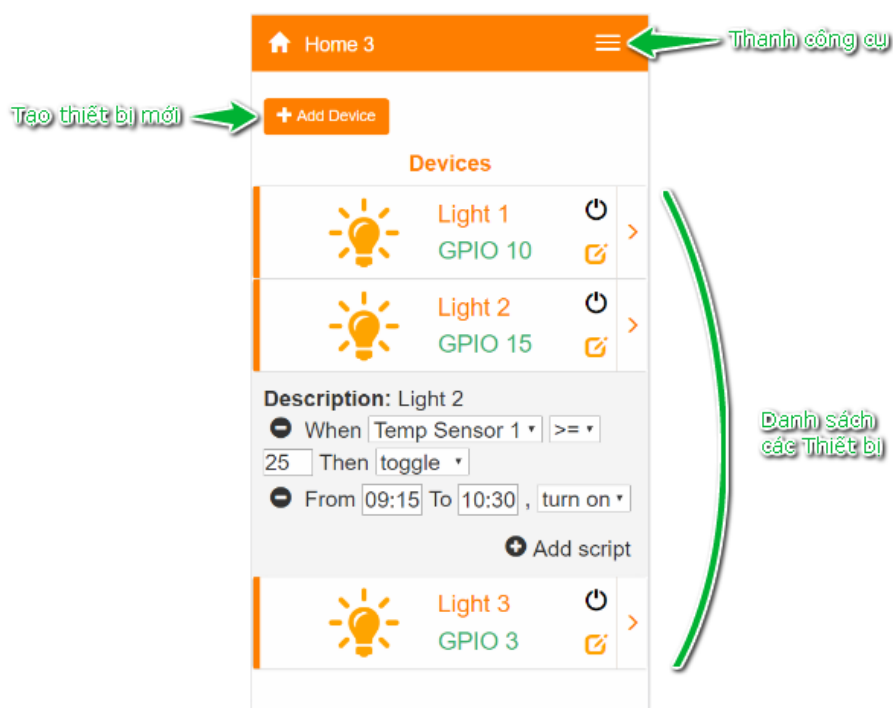 Home 3
Thanh công cụ
Tạo thiết bị mới
Add Device
Devices
Light 1
GPIO 10
Light 2
GPIO 15
Description: Light 2
When Temp Sensor 1 >=
25 Then toggle
From 09:15 To 10:30 , turn on
Add script
Danh sách
các Thiết bị
Light 3
GPIO 3